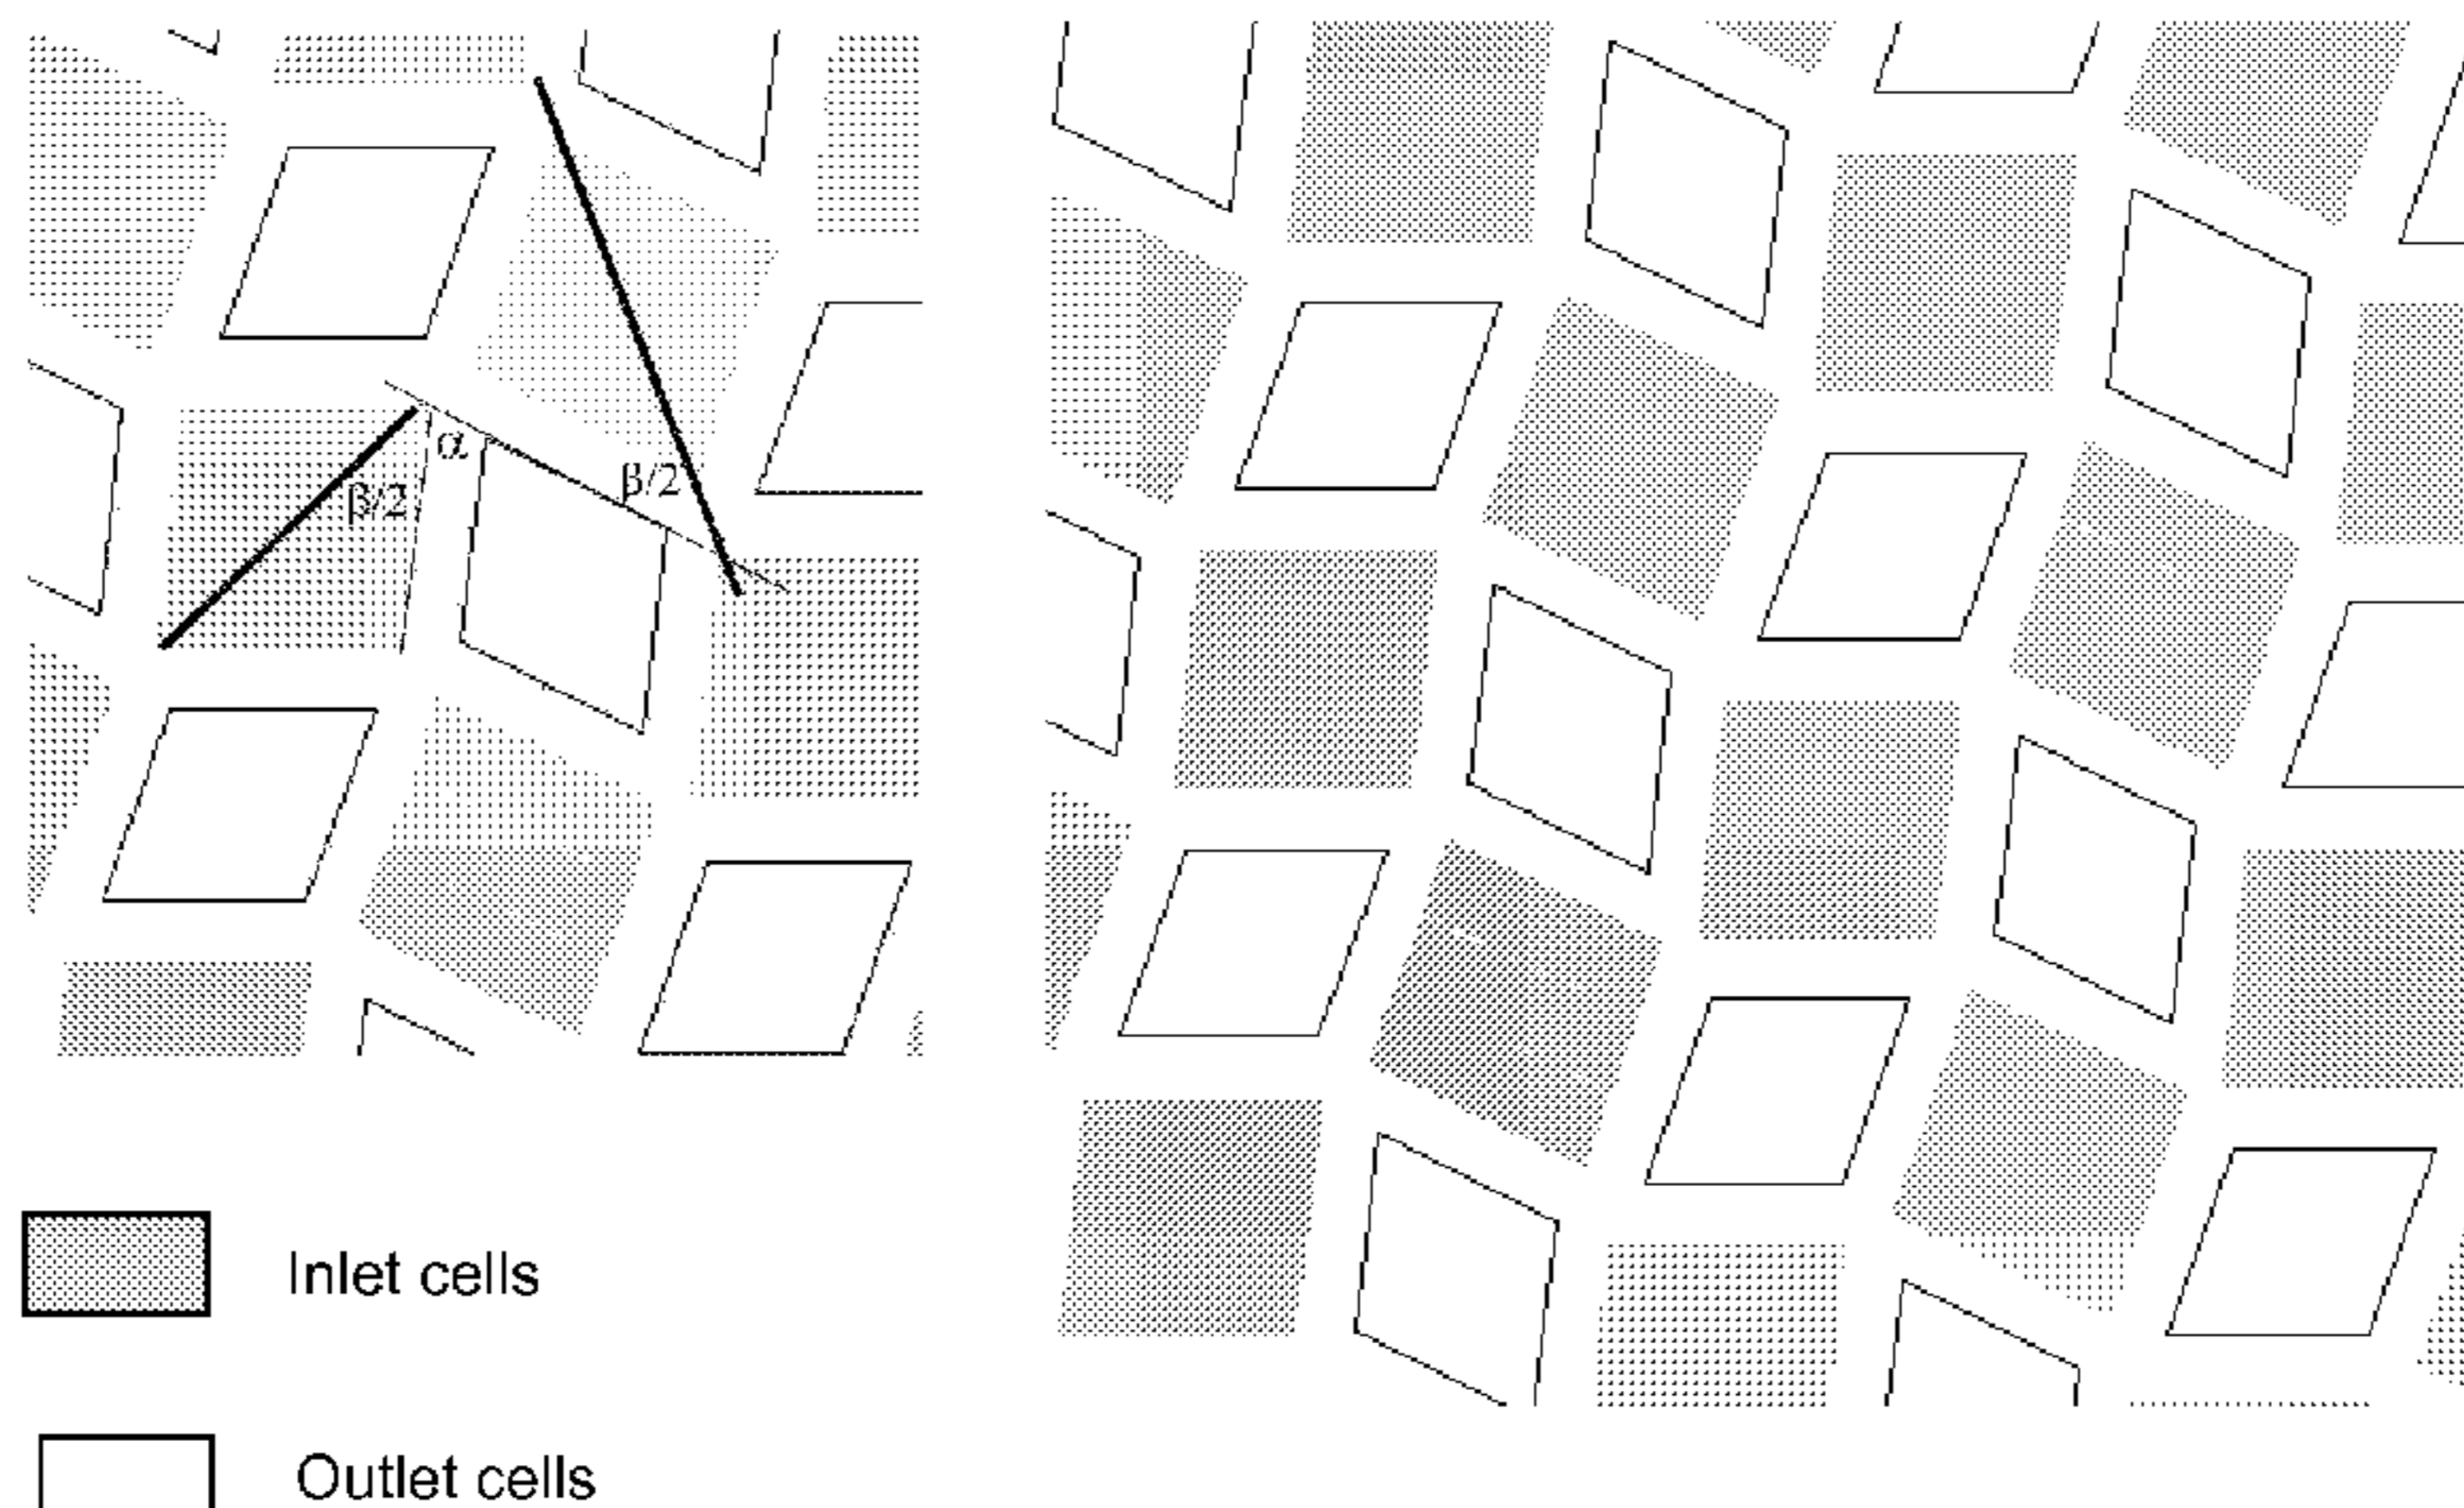 α
β/2
β/2
Inlet cells
Outlet cells